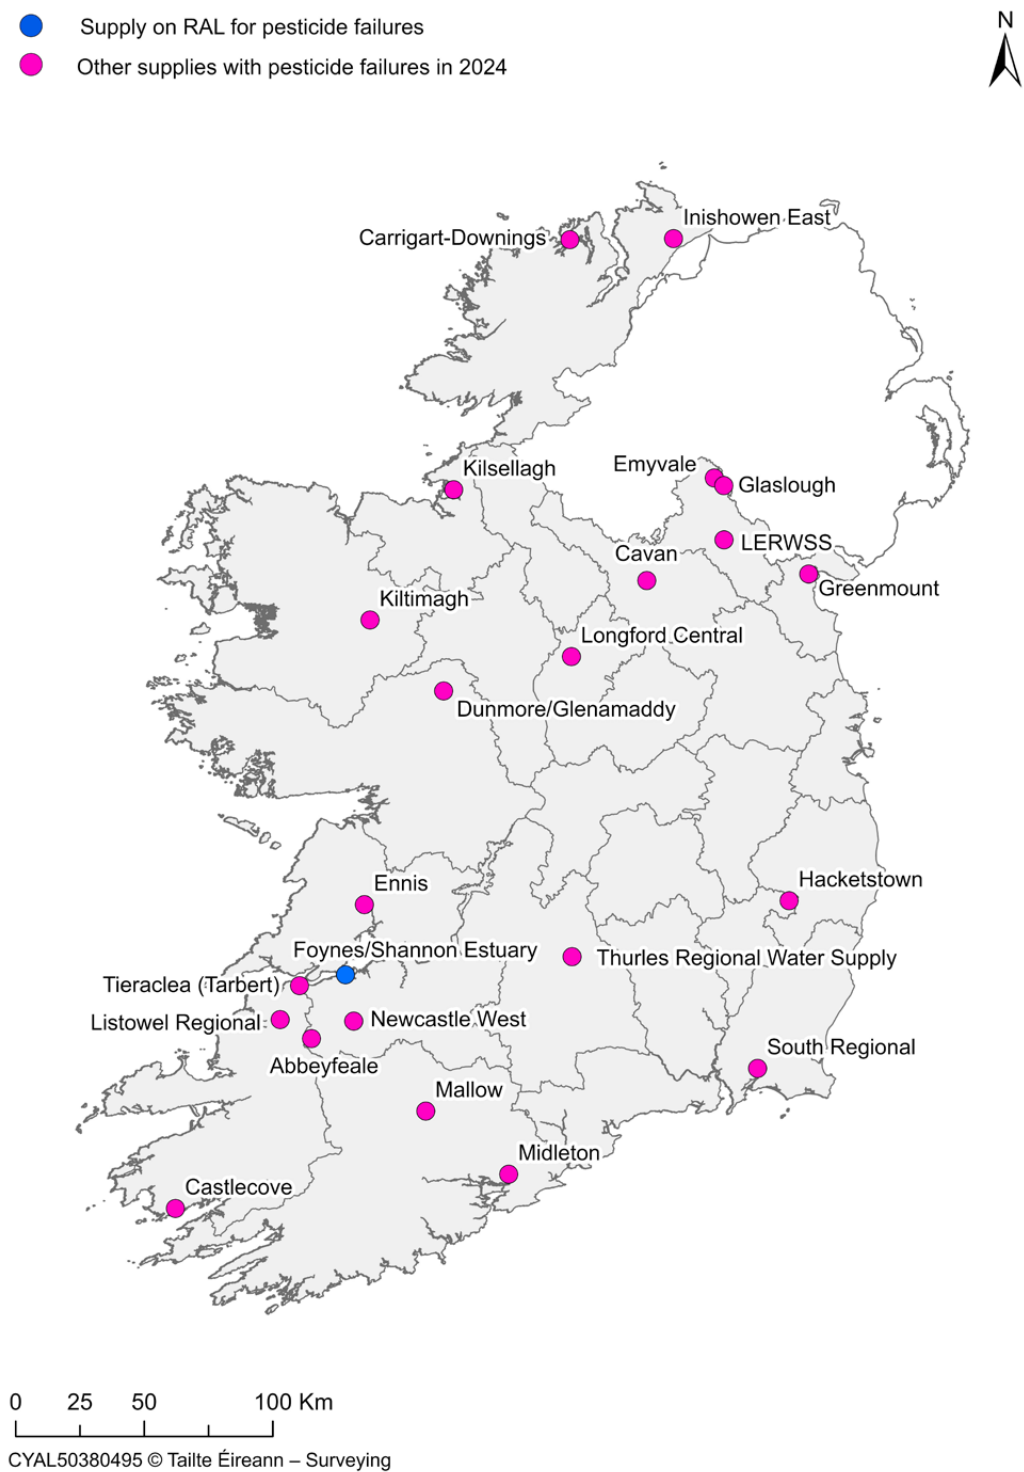 Supply on RAL for pesticide failures
Other supplies with pesticide failures in 2024
N
Inishowen East
Carrigart-Downings
Emyvale
Kilsellagh
Glaslough
LERWSS
Cavan
Greenmount
Kiltimagh
Longford Central
Dunmore/Glenamaddy
Hacketstown
Ennis
Foynes/Shannon Estuary
Thurles Regional Water Supply
Tieraclea (Tarbert)
Listowel Regional
Newcastle West
South Regional
Abbeyfeale
Mallow
Midleton
Castlecove
0 25 50 100 Km
CYAL50380495 © Tailte Éireann – Surveying